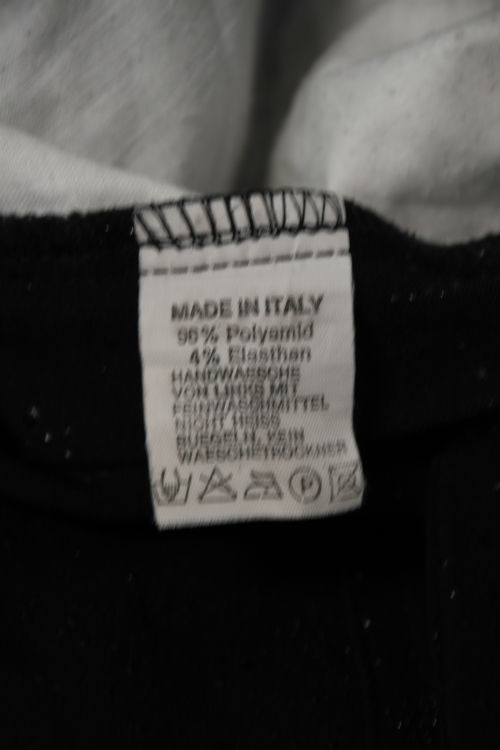 MADE IN ITALY
96% Polyamid
4% Elasthan
HANDWAESCHE
VON LINKS MIT
FEINWASCHMITTEL
NICHT HEISS
BUEGELN, KEIN
WAESCHETROCKNER